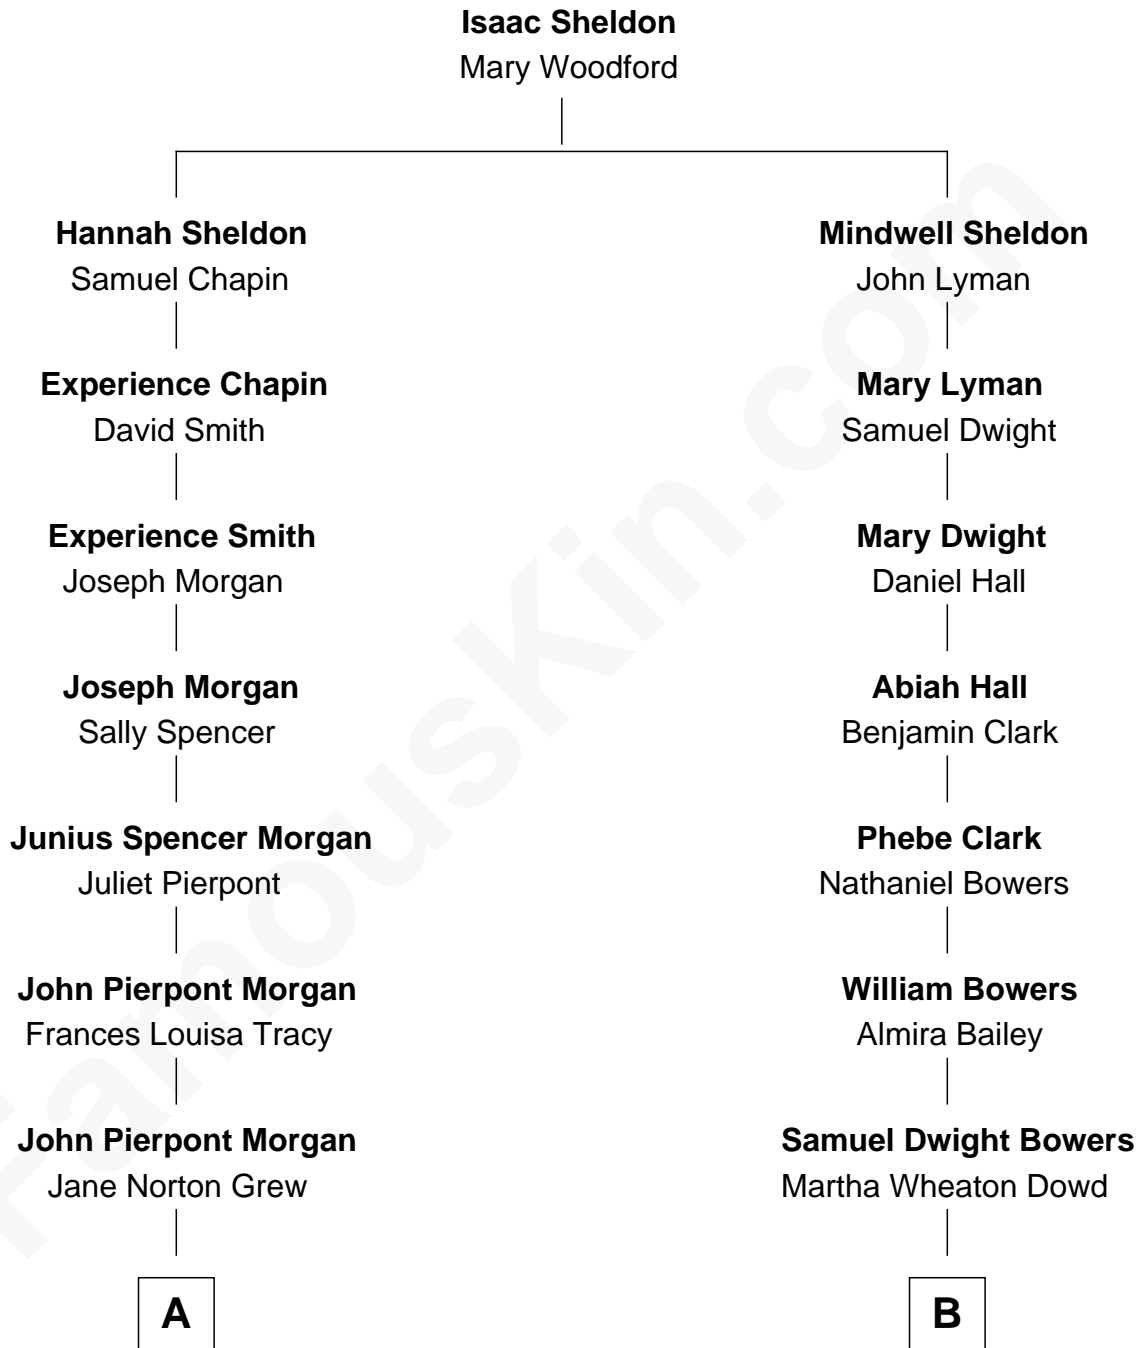 Isaac Sheldon
Mary Woodford
Hannah Sheldon
Samuel Chapin
Mindwell Sheldon
John Lyman
Experience Chapin
David Smith
Mary Lyman
Samuel Dwight
Experience Smith
Joseph Morgan
Mary Dwight
Daniel Hall
Joseph Morgan
Sally Spencer
Abiah Hall
Benjamin Clark
Junius Spencer Morgan
Juliet Pierpont
Phebe Clark
Nathaniel Bowers
John Pierpont Morgan
Frances Louisa Tracy
William Bowers
Almira Bailey
John Pierpont Morgan
Jane Norton Grew
Samuel Dwight Bowers
Martha Wheaton Dowd
A
B
FamousKin.com